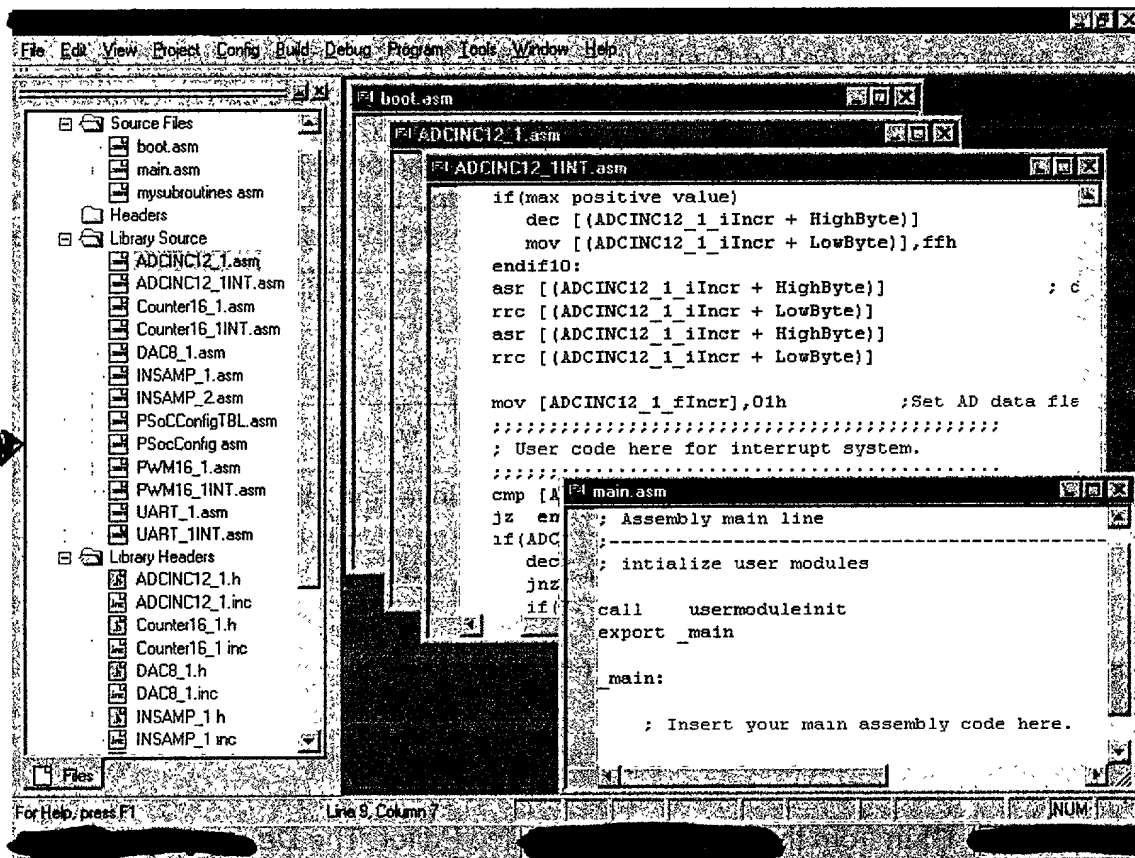 File Edit View Project Config Build Debug Program Tools Window Help
Source Files
boot.asm
main.asm
mysubroutines asm
Headers
Library Source
ADCINC12_1.asm
ADCINC12_1INT.asm
Counter16_1.asm
Counter16_1INT.asm
DAC8_1.asm
INSAMP_1.asm
INSAMP_2.asm
PSoCConfigTBL.asm
PSocConfig asm
PWM16_1.asm
PWM16_1INT.asm
UART_1.asm
UART_1INT.asm
Library Headers
ADCINC12_1.h
ADCINC12_1.inc
Counter16_1.h
Counter16_1 inc
DAC8_1.h
DAC8_1.inc
INSAMP_1 h
INSAMP_1 inc
Files
boot.asm
ADCINC12_1.asm
ADCINC12_1INT.asm
if(max positive value)
dec [(ADCINC12_1_iIncr + HighByte)]
mov [(ADCINC12_1_iIncr + LowByte)],ffh
endif10:
asr [(ADCINC12_1_iIncr + HighByte)] ; c
rrc [(ADCINC12_1_iIncr + LowByte)]
asr [(ADCINC12_1_iIncr + HighByte)]
rrc [(ADCINC12_1_iIncr + LowByte)]
mov [ADCINC12_1_fIncr],01h ;Set AD data fla
;;;;;;;;;;;;;;;;;;;;;;;;;;;;;;;;;;;;;;;;;;;;;
; User code here for interrupt system.
;;;;;;;;;;;;;;;;;;;;;;;;;;;;;;;;;;;;;;;;;;;;;
cmp [A
jz en
if(ADC
dec
jnz
if(
main.asm
; Assembly main line
;---------------------------------------------
; intialize user modules
call usermoduleinit
export _main
_main:
; Insert your main assembly code here.
For Help, press F1 Line 9, Column 7 NUM